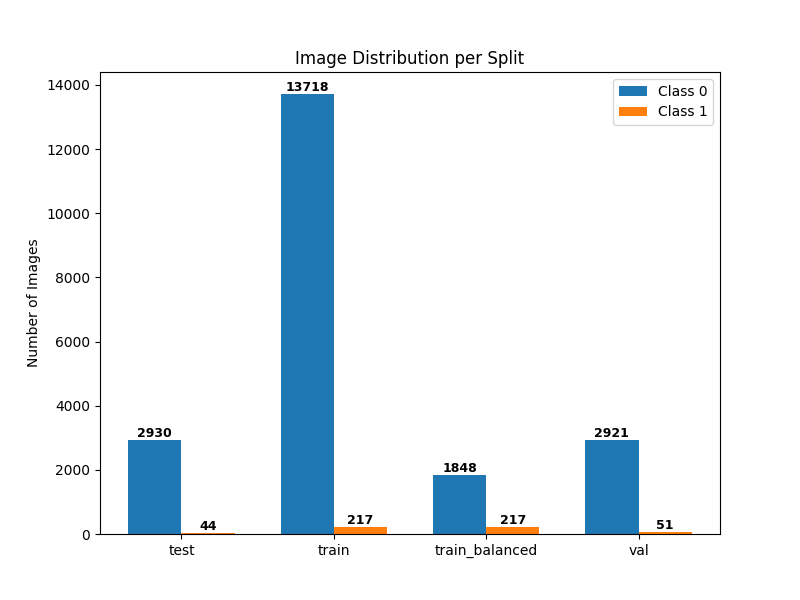 Image Distribution per Split
Number of Images
14000
12000
10000
8000
6000
4000
2000
0
2930
44
13718
217
1848
217
2921
51
test
train
train_balanced
val
Class 0
Class 1